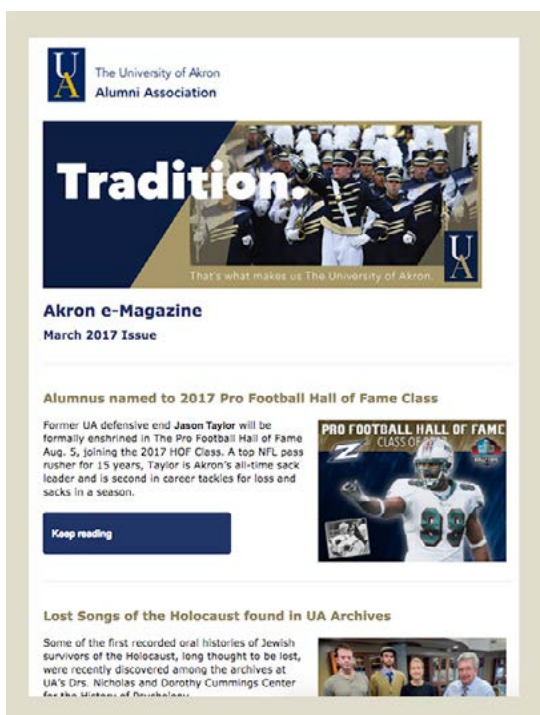 UA
The University of Akron
Alumni Association
Tradition.
That's what makes us The University of Akron.
UA
Akron e-Magazine
March 2017 Issue
Alumnus named to 2017 Pro Football Hall of Fame Class
Former UA defensive end Jason Taylor will be
formally enshrined in The Pro Football Hall of Fame
Aug. 5, joining the 2017 HOF Class. A top NFL pass
rusher for 15 years, Taylor is Akron's all-time sack
leader and is second in career tackles for loss and
sacks in a season.
Keep reading
PRO FOOTBALL HALL OF FAME
CLASS OF 2017
Z
99
Lost Songs of the Holocaust found in UA Archives
Some of the first recorded oral histories of Jewish
survivors of the Holocaust, long thought to be lost,
were recently discovered among the archives at
UA's Drs. Nicholas and Dorothy Cummings Center
for the History of Psychology.